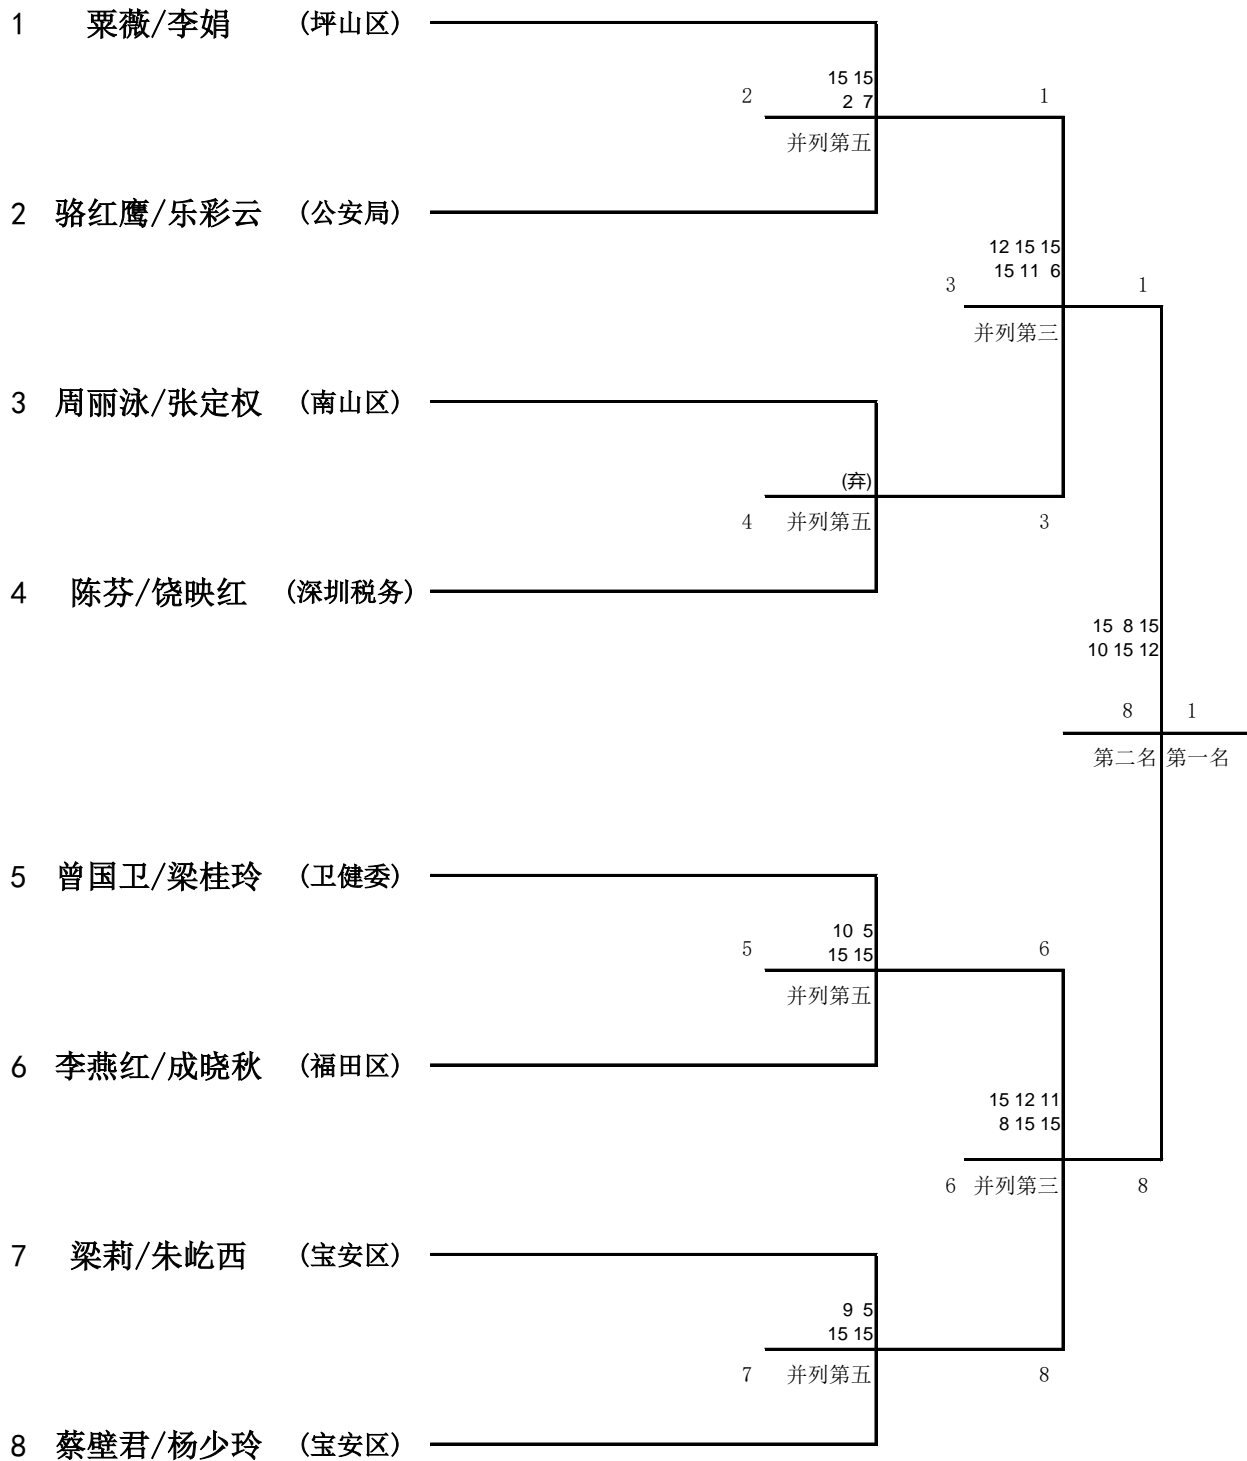 1 粟薇/李娟 (坪山区)
15 15
2 1
2 7
并列第五
2 骆红鹰/乐彩云 (公安局)
12 15 15
15 11 6
3 1
并列第三
3 周丽泳/张定权 (南山区)
(弃)
4 并列第五 3
4 陈芬/饶映红 (深圳税务)
15 8 15
10 15 12
8 1
第二名 第一名
5 曾国卫/梁桂玲 (卫健委)
10 5
5 6
15 15
并列第五
6 李燕红/成晓秋 (福田区)
15 12 11
8 15 15
6 并列第三 8
7 梁莉/朱屹西 (宝安区)
9 5
15 15
7 并列第五 8
8 蔡壁君/杨少玲 (宝安区)